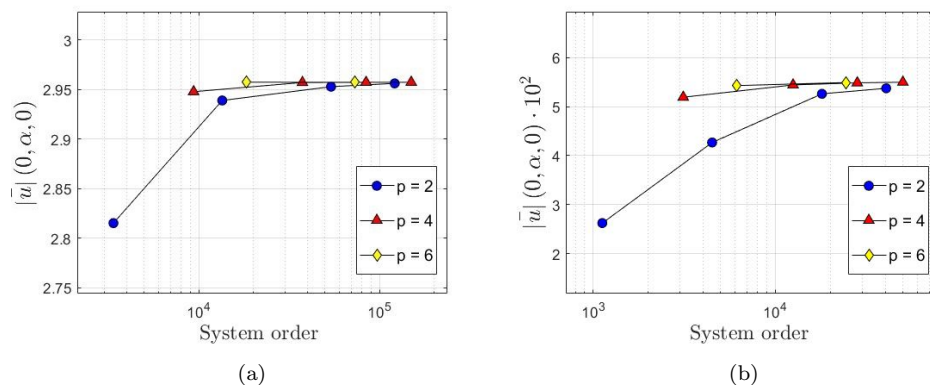 3
2.95
2.9
2.85
2.8
2.75
|ū| (0, α, 0)
10^4
10^5
System order
p = 2
p = 4
p = 6
(a)
6
5
4
3
2
|ū| (0, α, 0) · 10^2
10^3
10^4
System order
p = 2
p = 4
p = 6
(b)